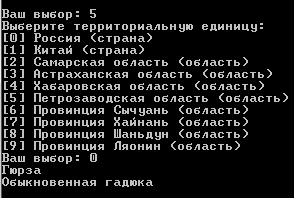 Ваш выбор: 5
Выберите территориальную единицу:
[0] Россия (страна)
[1] Китай (страна)
[2] Самарская область (область)
[3] Астраханская область (область)
[4] Хабаровская область (область)
[5] Петрозаводская область (область)
[6] Провинция Сычуань (область)
[7] Провинция Хайнань (область)
[8] Провинция Шаньдун (область)
[9] Провинция Ляонин (область)
Ваш выбор: 0
Гюрза
Обыкновенная гадюка